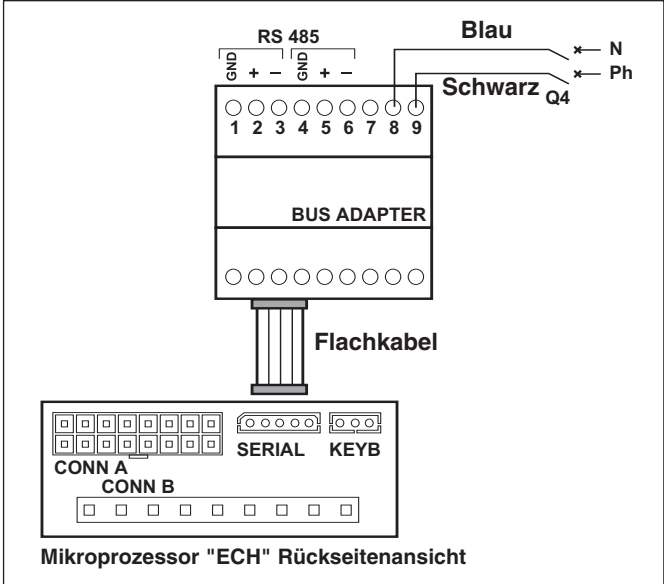 RS 485
GND + – GND + –
Blau
N
Ph
Schwarz
Q4
1 2 3 4 5 6 7 8 9
BUS ADAPTER
Flachkabel
SERIAL KEYB
CONN A
CONN B
Mikroprozessor "ECH" Rückseitenansicht